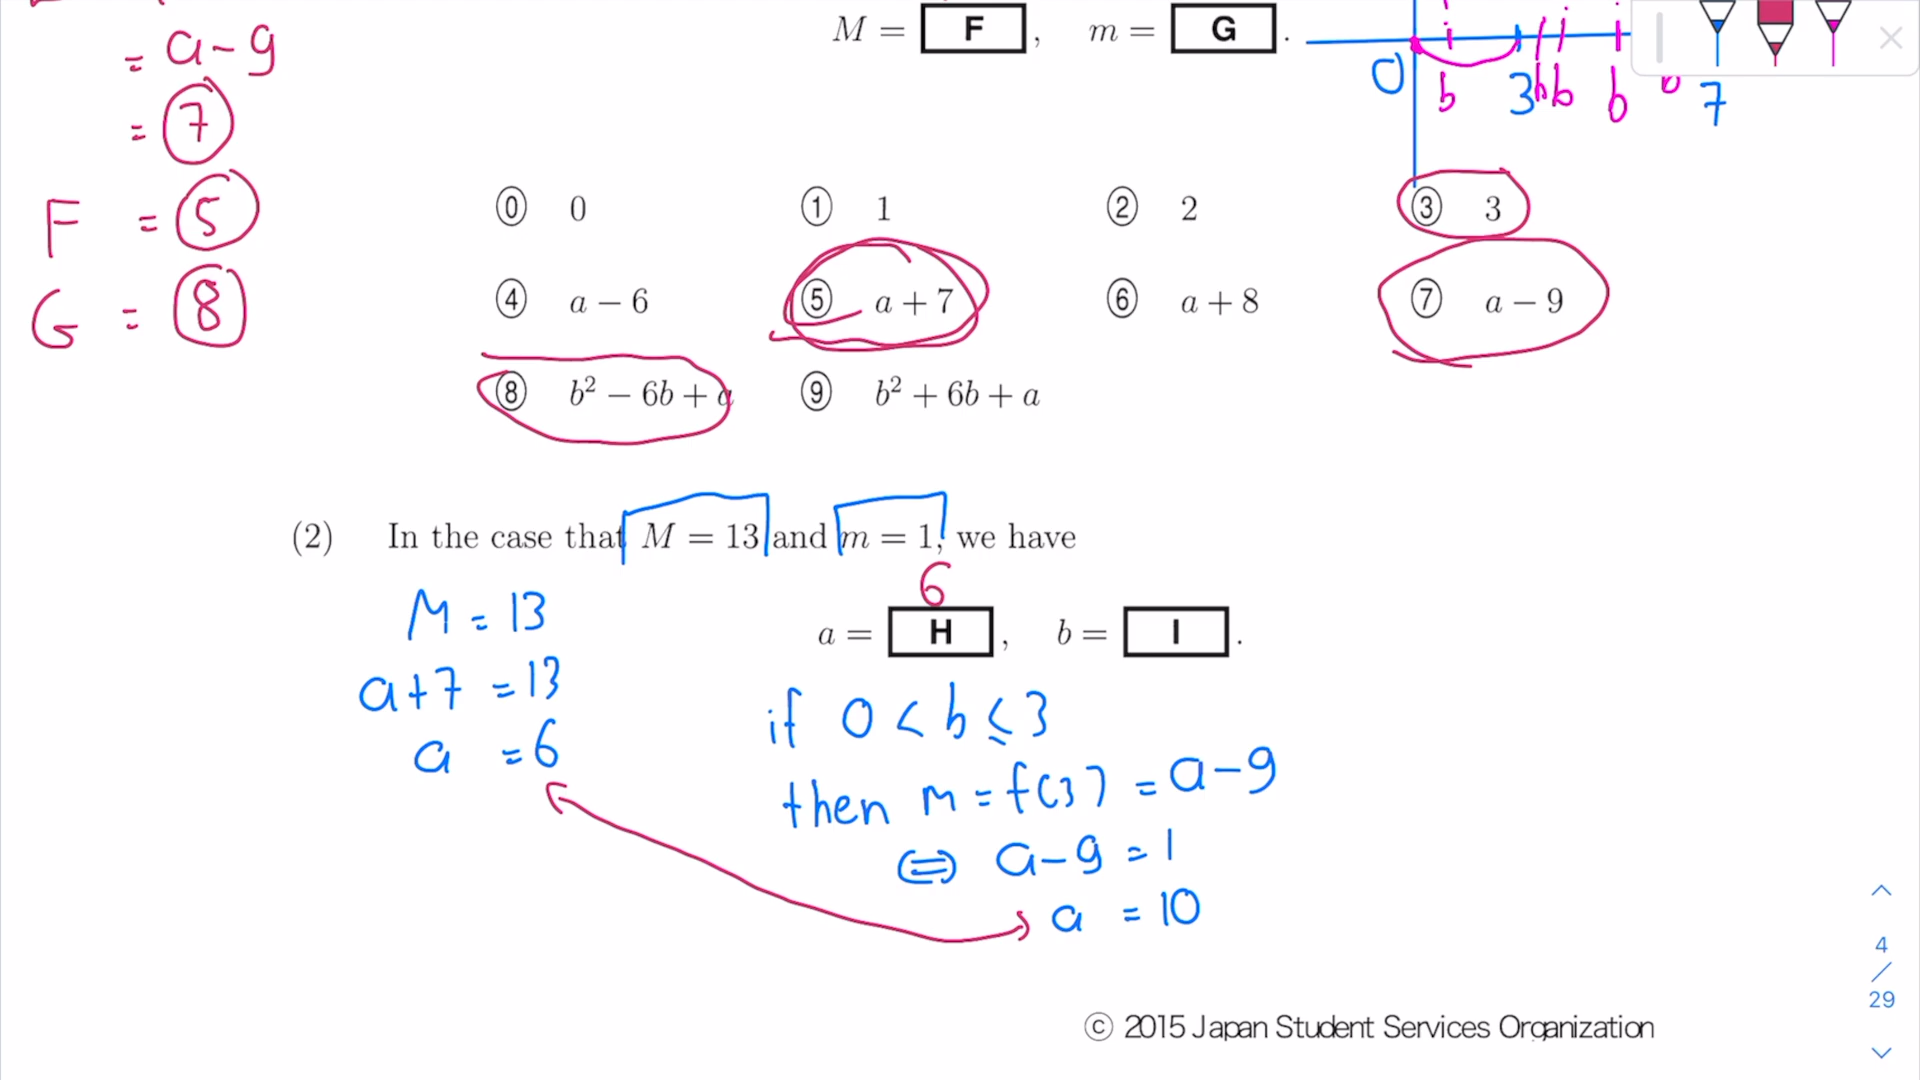 = a-9
= 7
F = 5
G = 8
M = F , m = G .
0 b 3 b b b 7
⓪ 0 ① 1 ② 2 ③ 3
④ a − 6 ⑤ a + 7 ⑥ a + 8 ⑦ a − 9
⑧ b² − 6b + a ⑨ b² + 6b + a
(2) In the case that M = 13 and m = 1, we have
6
a = H , b = I .
M = 13
a+7 = 13
a = 6
if 0 < b ≤ 3
then m = f(3) = a-9
⇔ a-9 = 1
a = 10
© 2015 Japan Student Services Organization
4
/
29